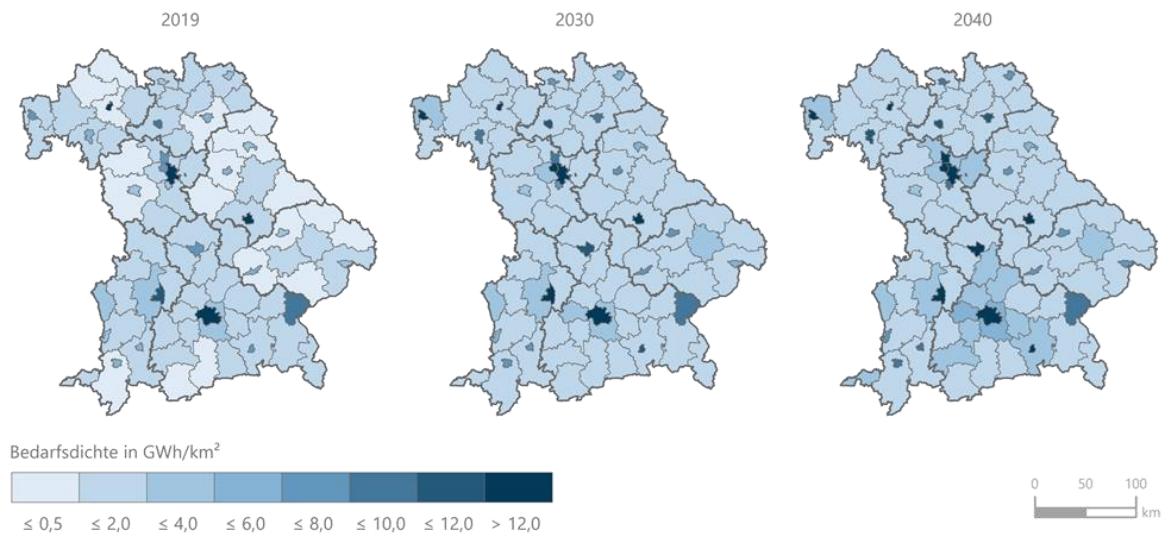 2019
2030
2040
Bedarfsdichte in GWh/km²
≤ 0,5 ≤ 2,0 ≤ 4,0 ≤ 6,0 ≤ 8,0 ≤ 10,0 ≤ 12,0 > 12,0
0 50 100
km